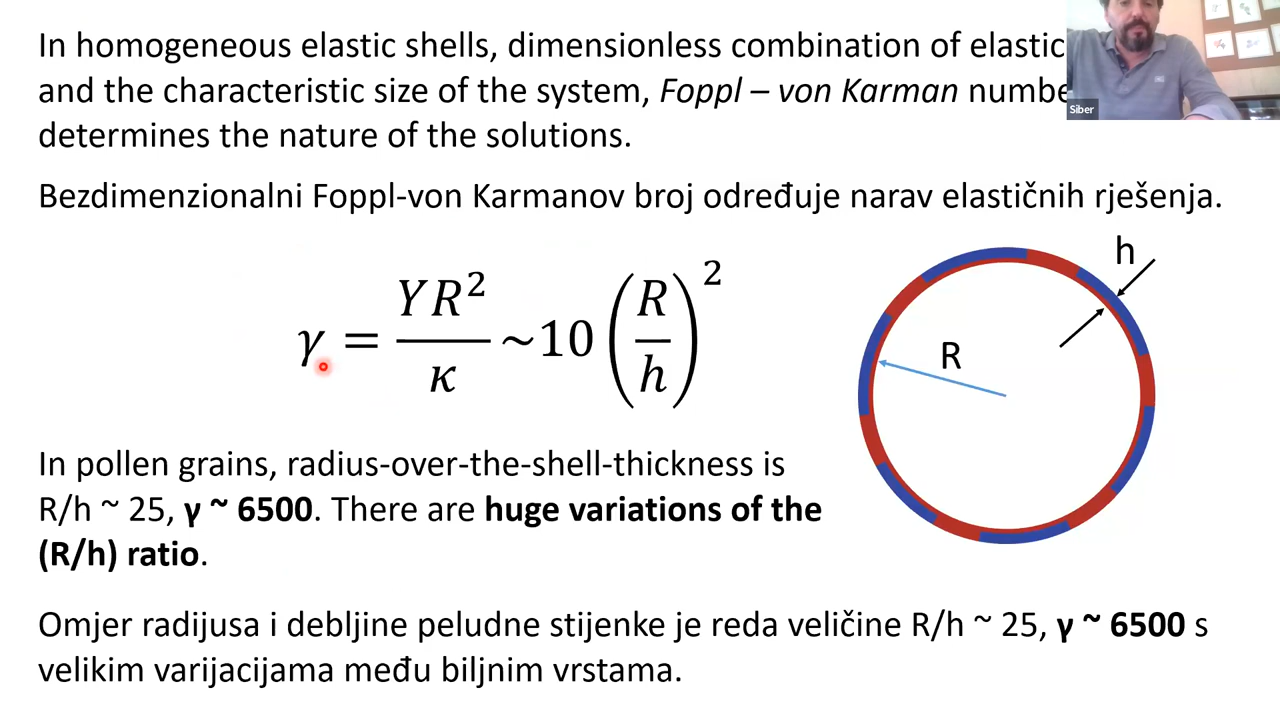 In homogeneous elastic shells, dimensionless combination of elastic
and the characteristic size of the system, Foppl – von Karman
determines the nature of the solutions.
Bezdimenzionalni Foppl-von Karmanov broj određuje narav elastičnih rješenja.
γ = YR²/κ ~10 (R/h)²
h
R
In pollen grains, radius-over-the-shell-thickness is
R/h ~ 25, γ ~ 6500. There are huge variations of the
(R/h) ratio.
Omjer radijusa i debljine peludne stijenke je reda veličine R/h ~ 25, γ ~ 6500 s
velikim varijacijama među biljnim vrstama.
Siber